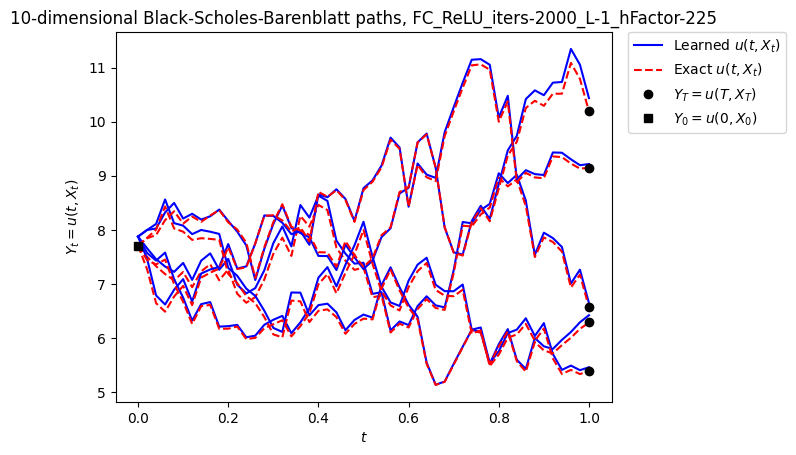 10-dimensional Black-Scholes-Barenblatt paths, FC_ReLU_iters-2000_L-1_hFactor-225
Learned u(t, X_t)
Exact u(t, X_t)
Y_T = u(T, X_T)
Y_0 = u(0, X_0)
Y_t = u(t, X_t)
11
10
9
8
7
6
5
0.0 0.2 0.4 0.6 0.8 1.0
t